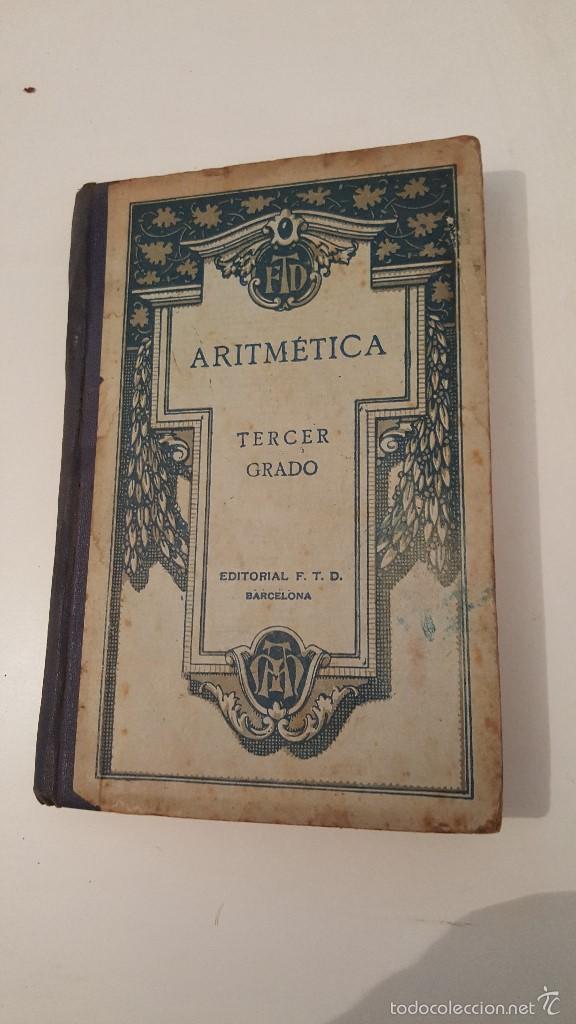 FTD
ARITMÉTICA
TERCER
GRADO
EDITORIAL F. T. D.
BARCELONA
todocoleccion.net